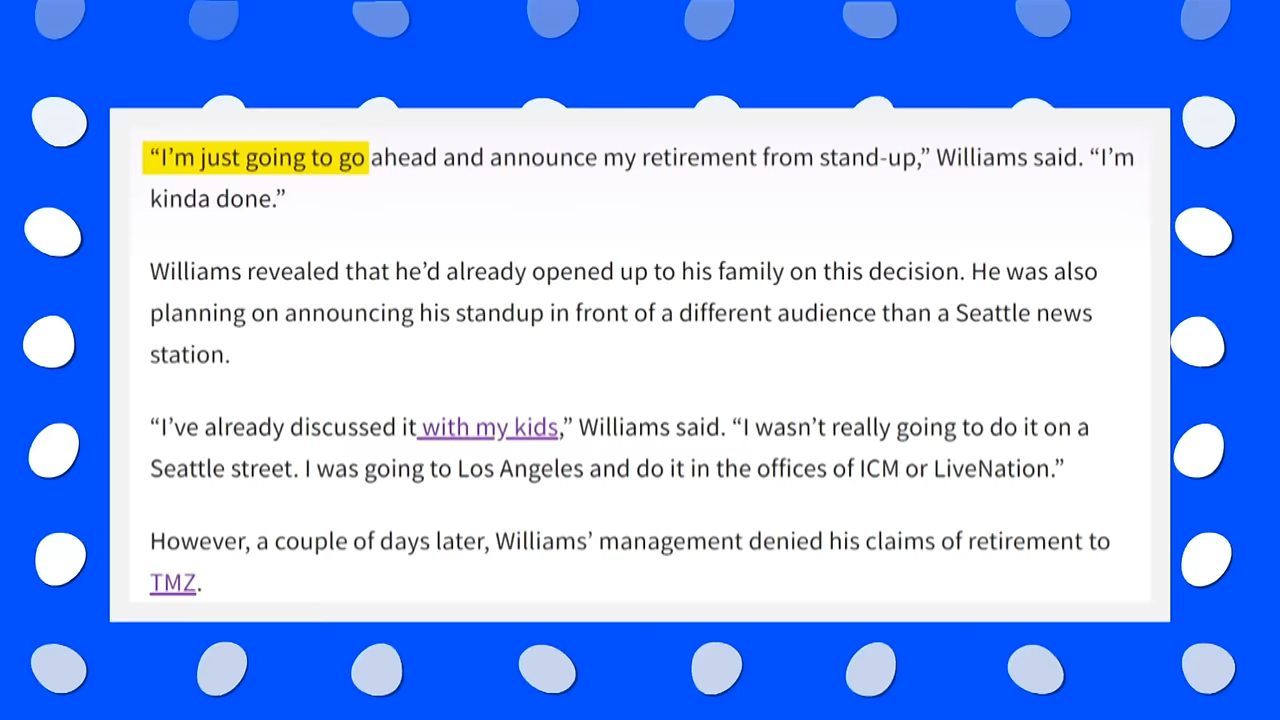 “I’m just going to go ahead and announce my retirement from stand-up,” Williams said. “I’m
kinda done.”
Williams revealed that he’d already opened up to his family on this decision. He was also
planning on announcing his standup in front of a different audience than a Seattle news
station.
“I’ve already discussed it with my kids,” Williams said. “I wasn’t really going to do it on a
Seattle street. I was going to Los Angeles and do it in the offices of ICM or LiveNation.”
However, a couple of days later, Williams’ management denied his claims of retirement to
TMZ.